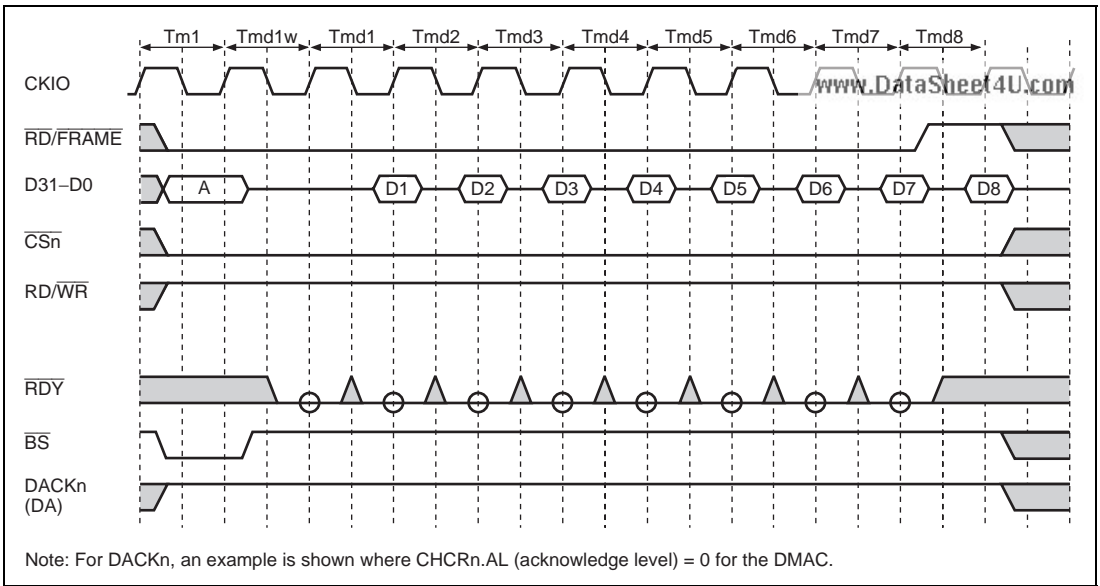 Tm1 Tmd1w Tmd1 Tmd2 Tmd3 Tmd4 Tmd5 Tmd6 Tmd7 Tmd8
CKIO
www.DataSheet4U.com
RD/FRAME
D31–D0 A D1 D2 D3 D4 D5 D6 D7 D8
CSn
RD/WR
RDY
BS
DACKn
(DA)
Note: For DACKn, an example is shown where CHCRn.AL (acknowledge level) = 0 for the DMAC.